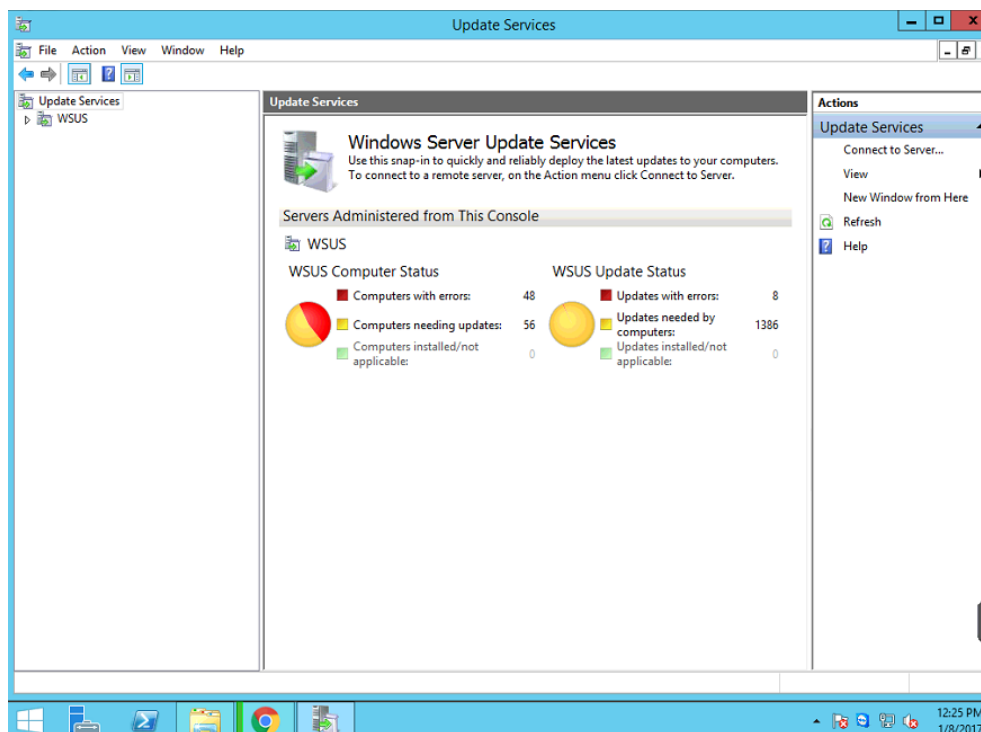 Update Services
File Action View Window Help
Update Services
WSUS
Update Services
Windows Server Update Services
Use this snap-in to quickly and reliably deploy the latest updates to your computers.
To connect to a remote server, on the Action menu click Connect to Server.
Servers Administered from This Console
WSUS
WSUS Computer Status
Computers with errors: 48
Computers needing updates: 56
Computers installed/not
applicable: 0
WSUS Update Status
Updates with errors: 8
Updates needed by
computers: 1386
Updates installed/not
applicable: 0
Actions
Update Services
Connect to Server...
View
New Window from Here
Refresh
Help
12:25 PM
1/8/2017